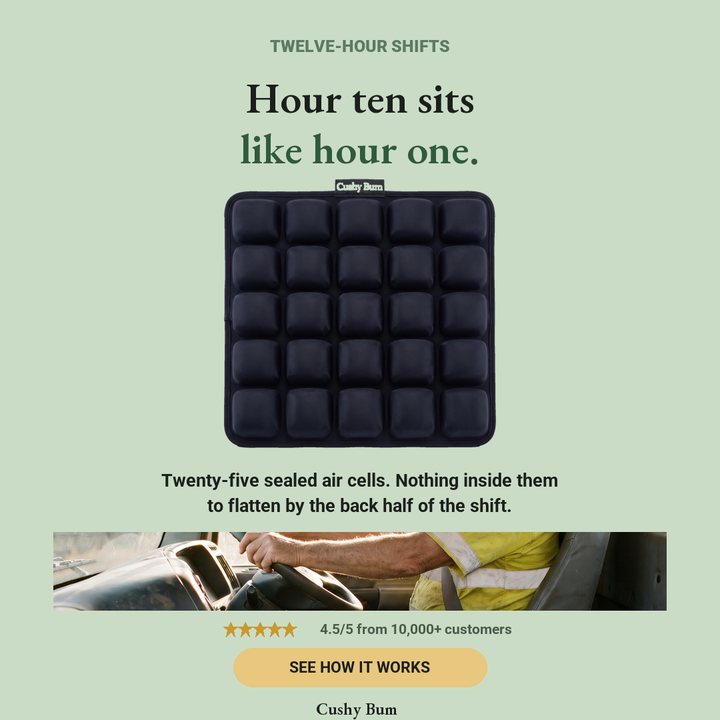 TWELVE-HOUR SHIFTS
Hour ten sits
like hour one.
Cushy Bum
Twenty-five sealed air cells. Nothing inside them
to flatten by the back half of the shift.
4.5/5 from 10,000+ customers
SEE HOW IT WORKS
Cushy Bum